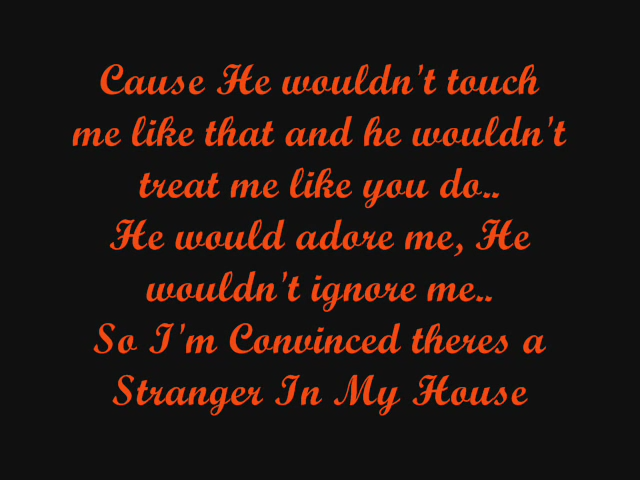 Cause He wouldn't touch
me like that and he wouldn't
treat me like you do..
He would adore me, He
wouldn't ignore me..
So I'm Convinced theres a
Stranger In My House